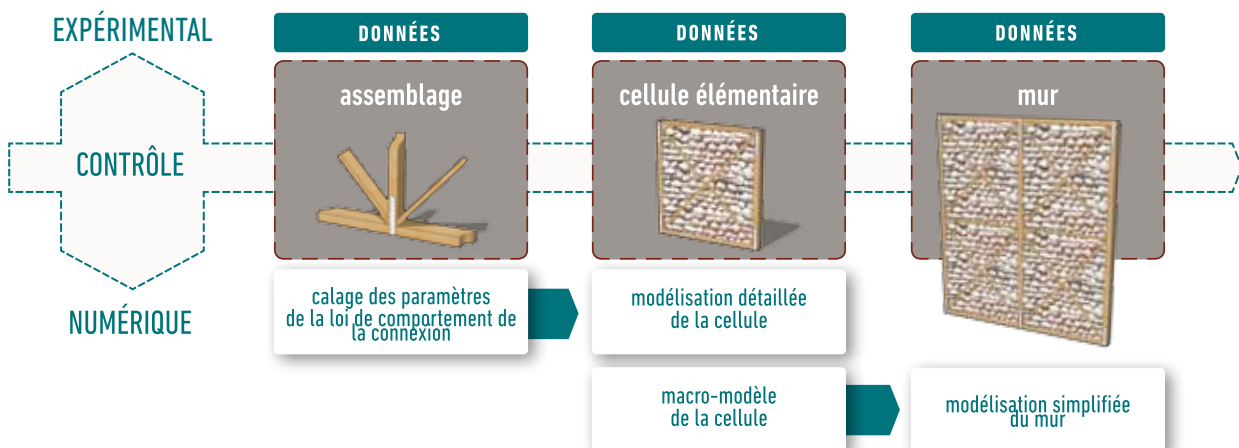 EXPÉRIMENTAL
DONNÉES
DONNÉES
DONNÉES
assemblage
cellule élémentaire
mur
CONTRÔLE
NUMÉRIQUE
calage des paramètres
de la loi de comportement de
la connexion
modélisation détaillée
de la cellule
macro-modèle
de la cellule
modélisation simplifiée
du mur